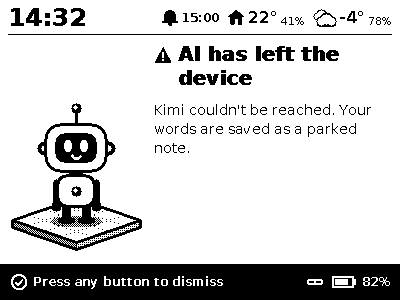 14:32 15:00 22° 41% -4° 78%
AI has left the
device
Kimi couldn't be reached. Your
words are saved as a parked
note.
Press any button to dismiss 82%